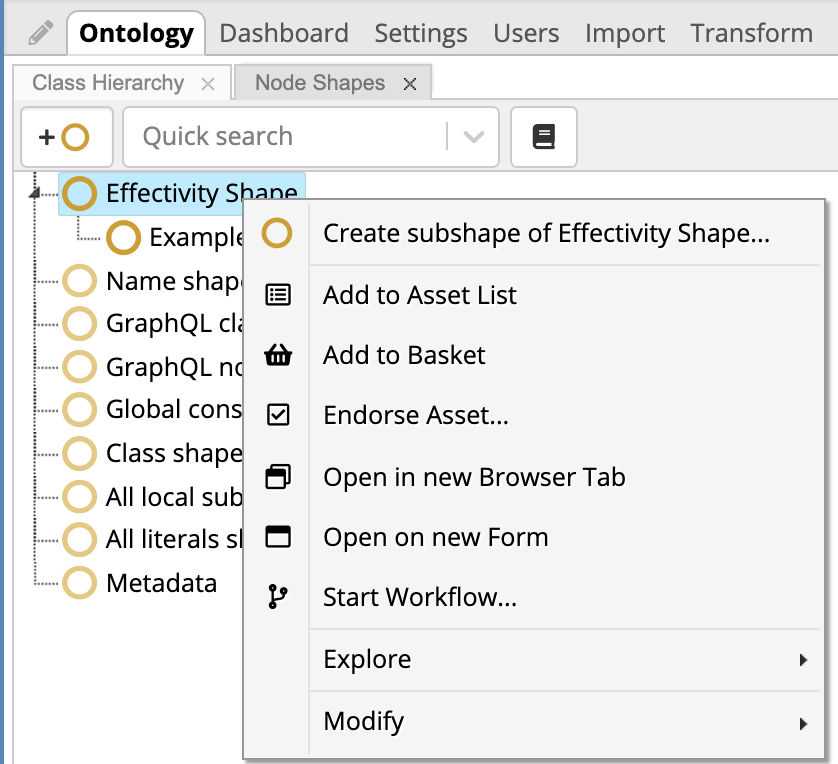 Ontology Dashboard Settings Users Import Transform
Class Hierarchy Node Shapes
Quick search
Effectivity Shape
Example
Name shape
GraphQL cla
GraphQL no
Global cons
Class shape
All local sub
All literals sh
Metadata
Create subshape of Effectivity Shape...
Add to Asset List
Add to Basket
Endorse Asset...
Open in new Browser Tab
Open on new Form
Start Workflow...
Explore
Modify